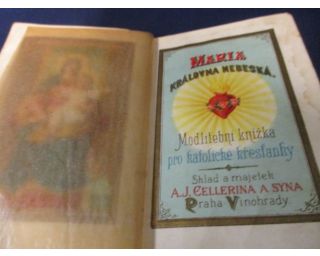 MARIA
KRÁLOVNA NEBESKÁ.
Modlitební knížka
pro katolické křesťanky
Sklad a majetek
A. J. CELLERINA A SYNA
Praha Vinohrady.